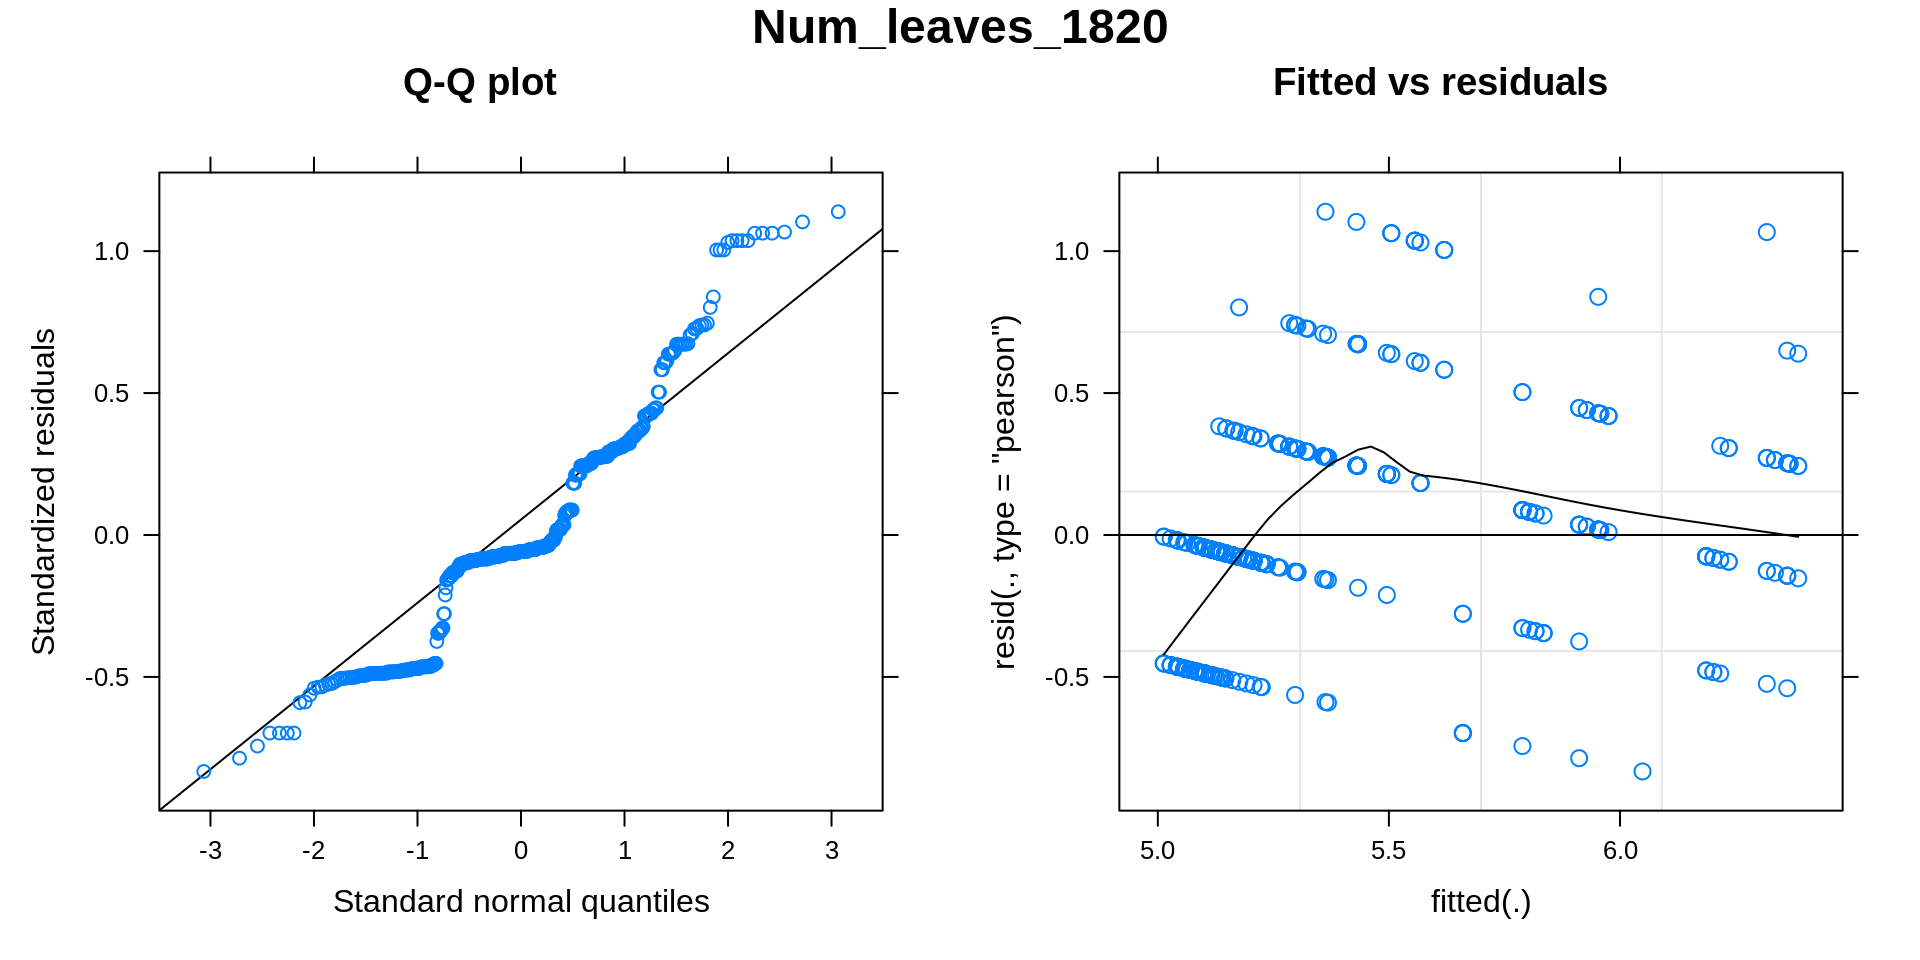 Num_leaves_1820
Q-Q plot
Standardized residuals
1.0
0.5
0.0
-0.5
-3 -2 -1 0 1 2 3
Standard normal quantiles
Fitted vs residuals
resid(., type = "pearson")
1.0
0.5
0.0
-0.5
5.0 5.5 6.0
fitted(.)